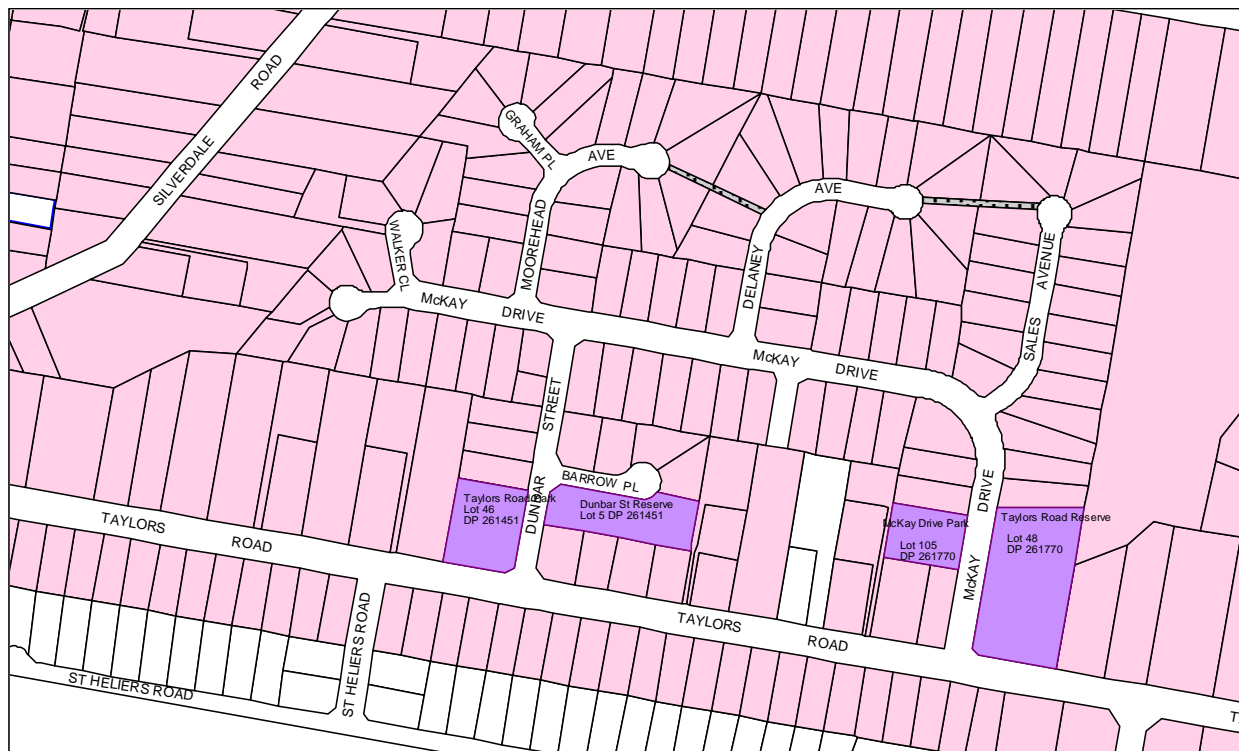 SILVERDALE
ROAD
GRAHAM PL
AVE
MOOREHEAD
WALKER CL
McKAY
DRIVE
AVE
DELANEY
SALES
AVENUE
McKAY
DRIVE
STREET
DUNBAR
BARROW PL
Taylors Road Park
Lot 46
DP 261451
Dunbar St Reserve
Lot 5 DP 261451
McKay Drive Park
Lot 105
DP 261770
DRIVE
McKAY
Taylors Road Reserve
Lot 48
DP 261770
TAYLORS
ROAD
TAYLORS
ROAD
ST HELIERS ROAD
ST HELIERS ROAD